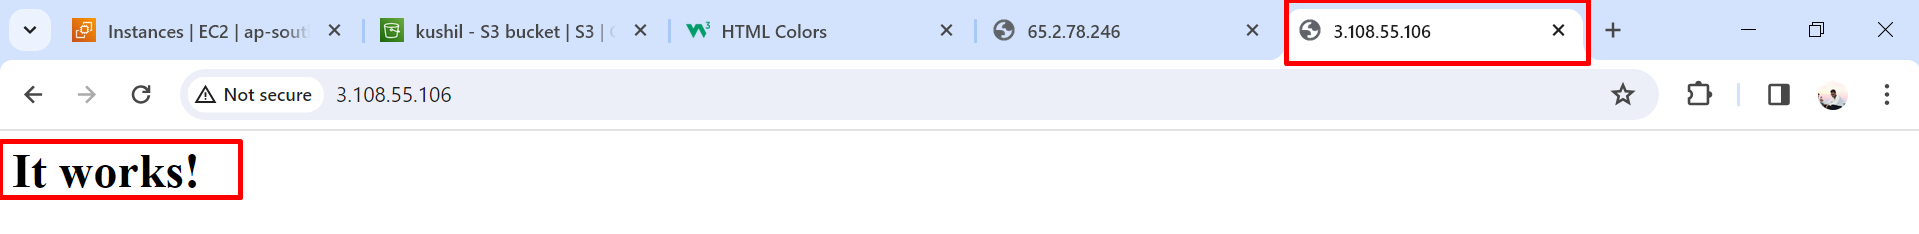 Instances | EC2 | ap-sout
kushil - S3 bucket | S3 |
HTML Colors
65.2.78.246
3.108.55.106
Not secure 3.108.55.106
It works!